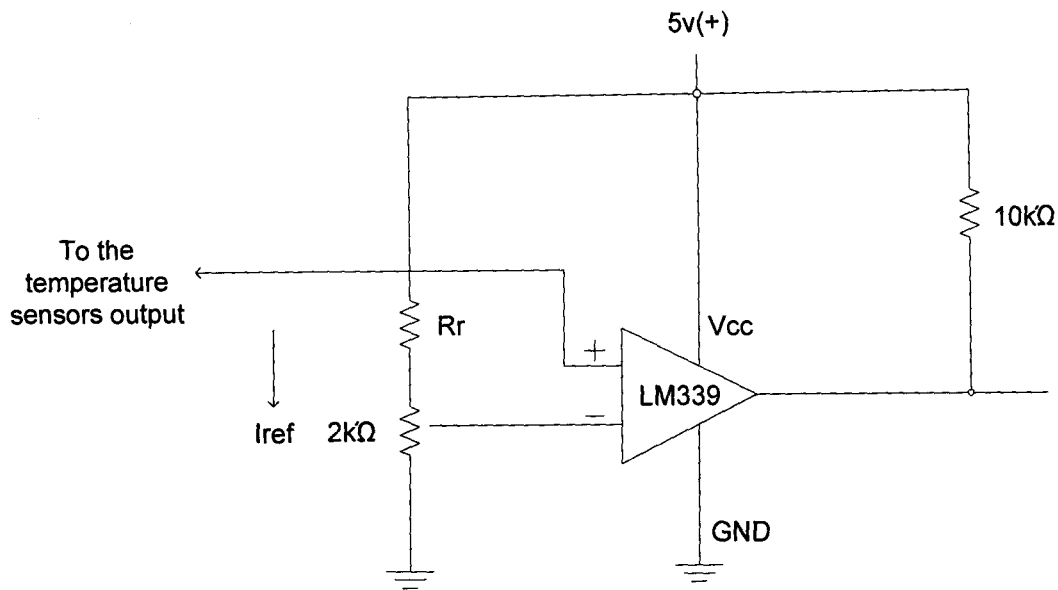 5v(+)
10kΩ
To the
temperature
sensors output
Rr
Vcc
+
LM339
−
Iref
2kΩ
GND